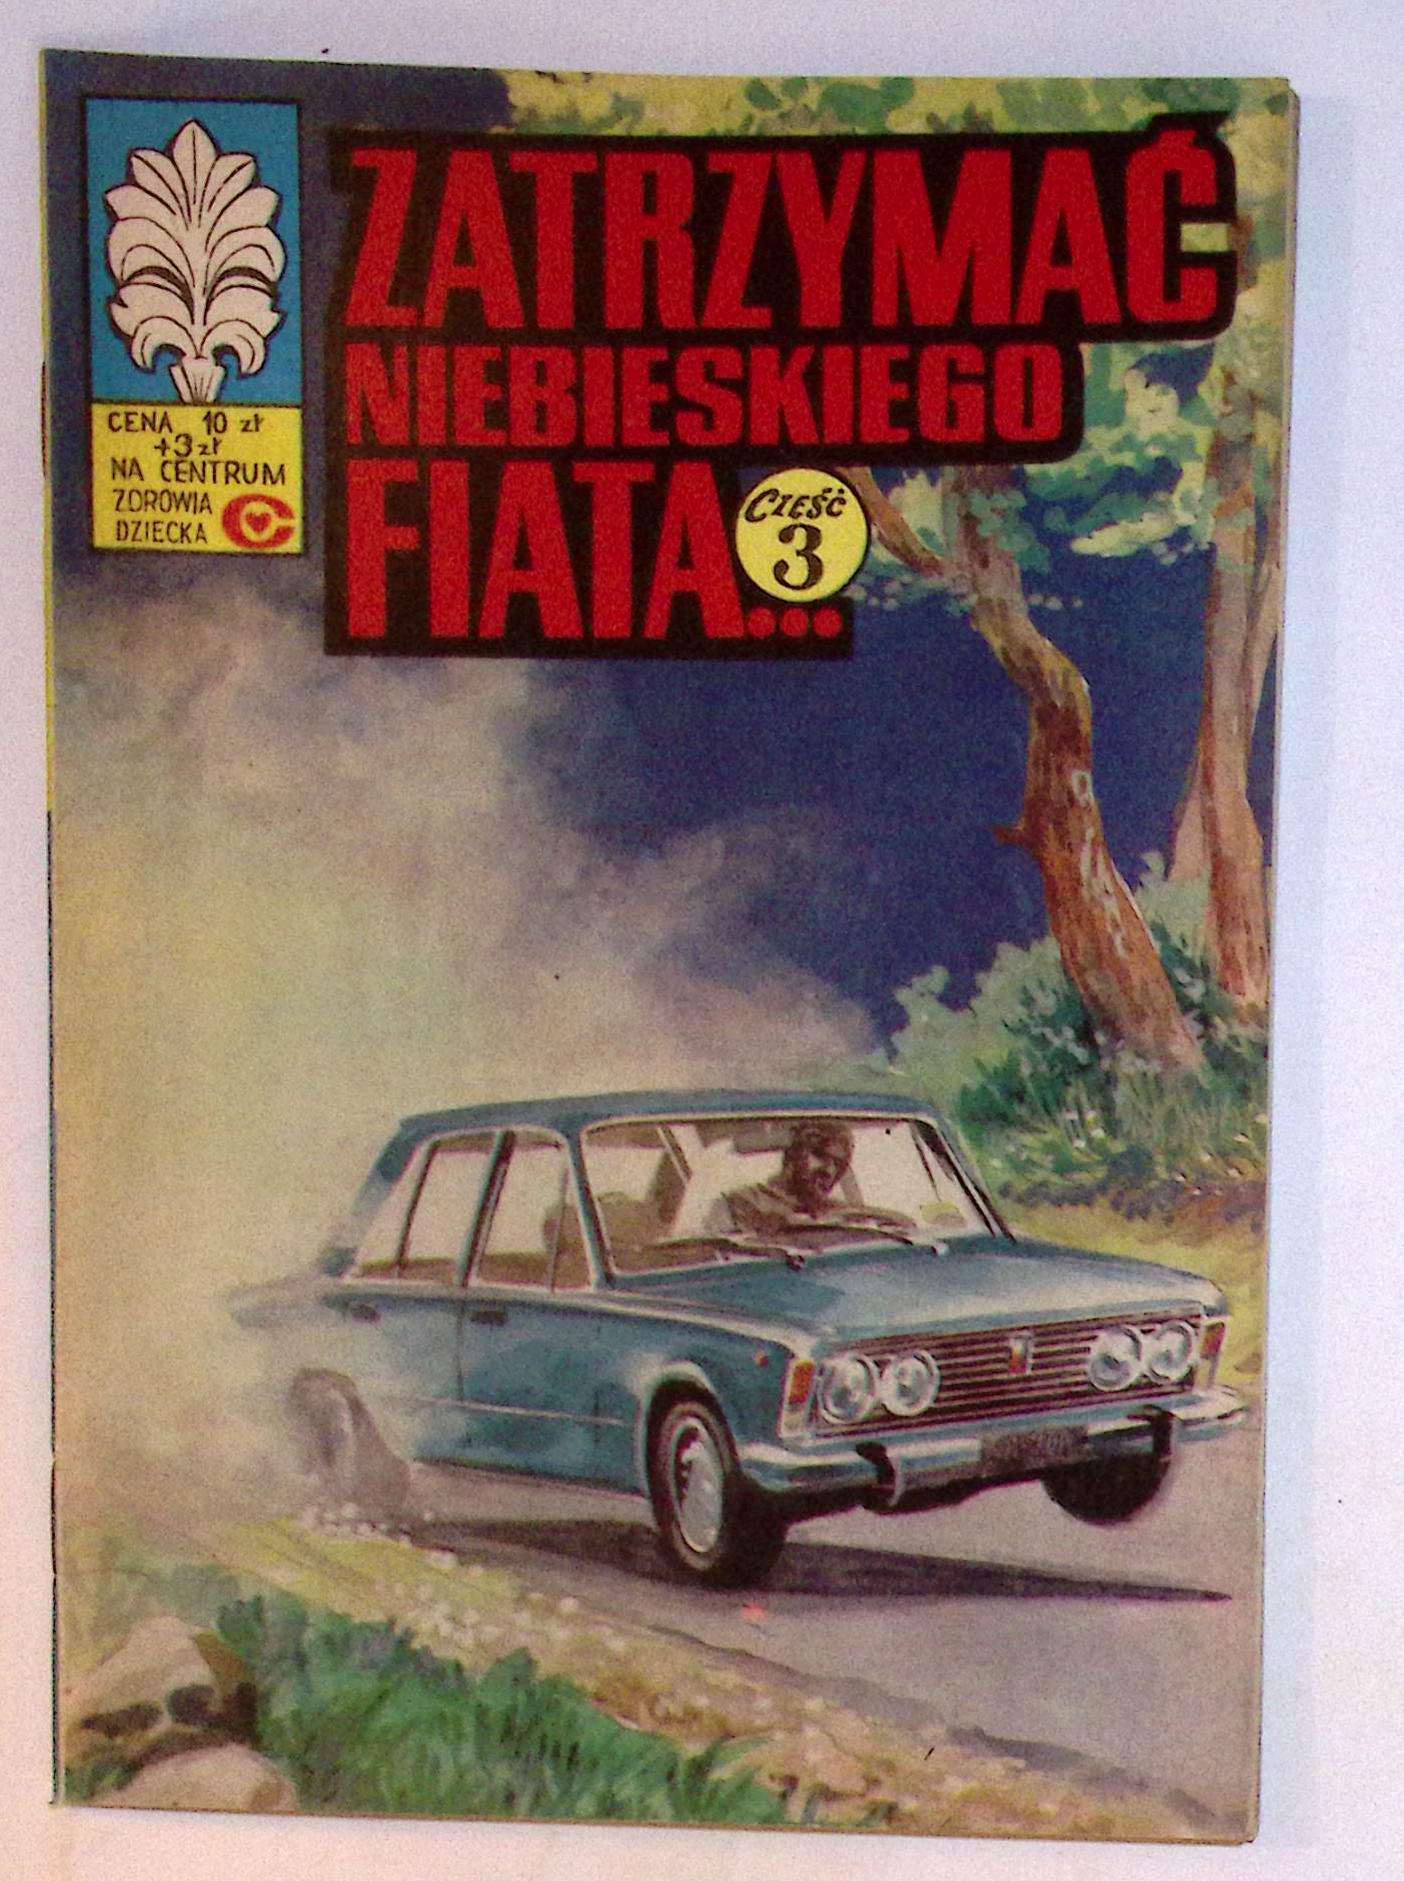 ZATRZYMAĆ
NIEBIESKIEGO
FIATA...
CZĘŚĆ
3
CENA 10 zł
+3 zł
NA CENTRUM
ZDROWIA
DZIECKA